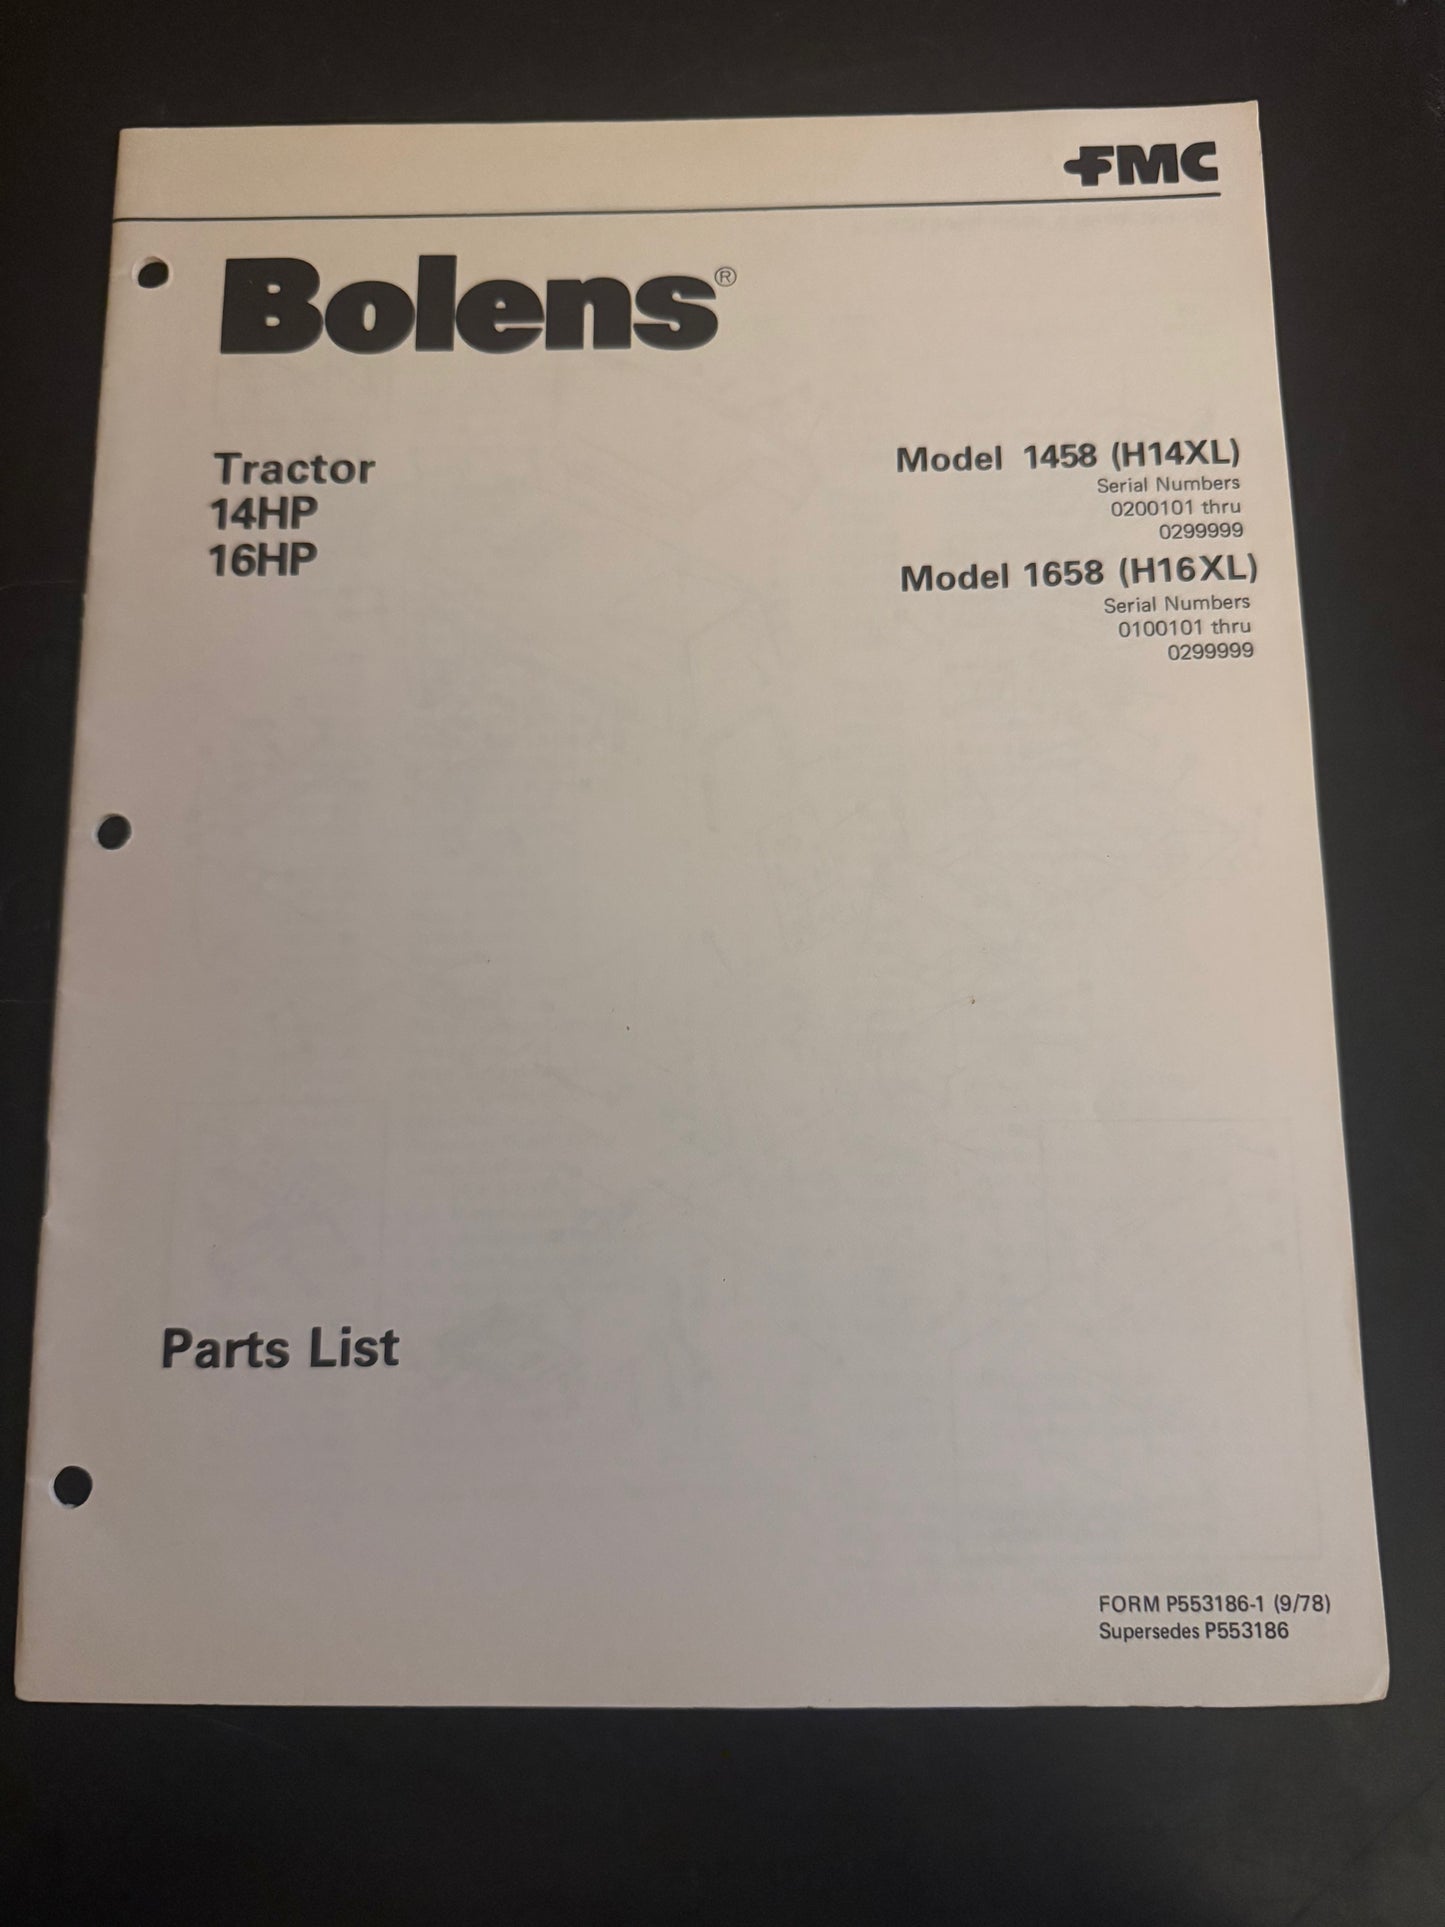 FMC
Bolens®
Tractor
14HP
16HP
Model 1458 (H14XL)
Serial Numbers
0200101 thru
0299999
Model 1658 (H16XL)
Serial Numbers
0100101 thru
0299999
Parts List
FORM P553186-1 (9/78)
Supersedes P553186